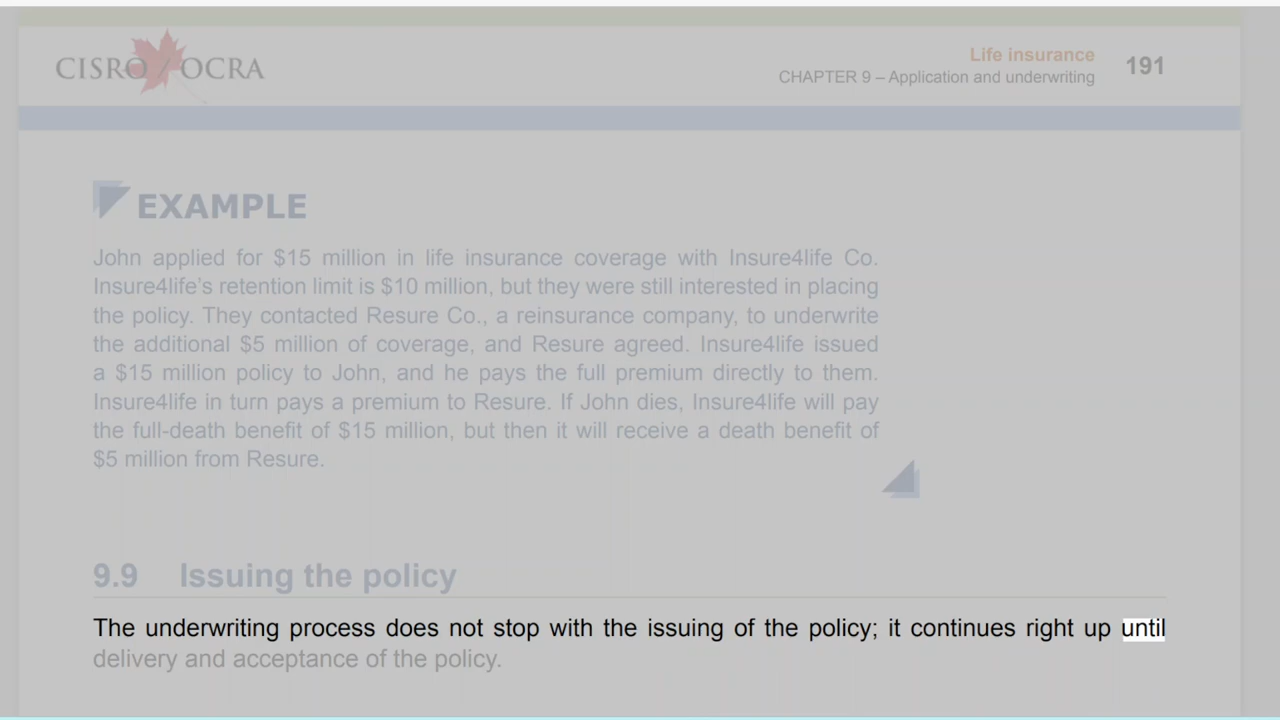 CISRO / OCRA
Life insurance
CHAPTER 9 – Application and underwriting
191
EXAMPLE
John applied for $15 million in life insurance coverage with Insure4life Co.
Insure4life’s retention limit is $10 million, but they were still interested in placing
the policy. They contacted Resure Co., a reinsurance company, to underwrite
the additional $5 million of coverage, and Resure agreed. Insure4life issued
a $15 million policy to John, and he pays the full premium directly to them.
Insure4life in turn pays a premium to Resure. If John dies, Insure4life will pay
the full-death benefit of $15 million, but then it will receive a death benefit of
$5 million from Resure.
9.9 Issuing the policy
The underwriting process does not stop with the issuing of the policy; it continues right up until
delivery and acceptance of the policy.